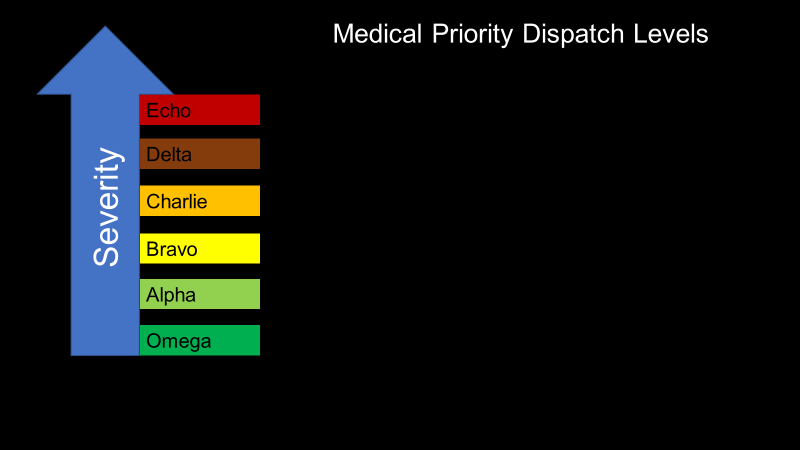 Medical Priority Dispatch Levels
Severity
Echo
Delta
Charlie
Bravo
Alpha
Omega